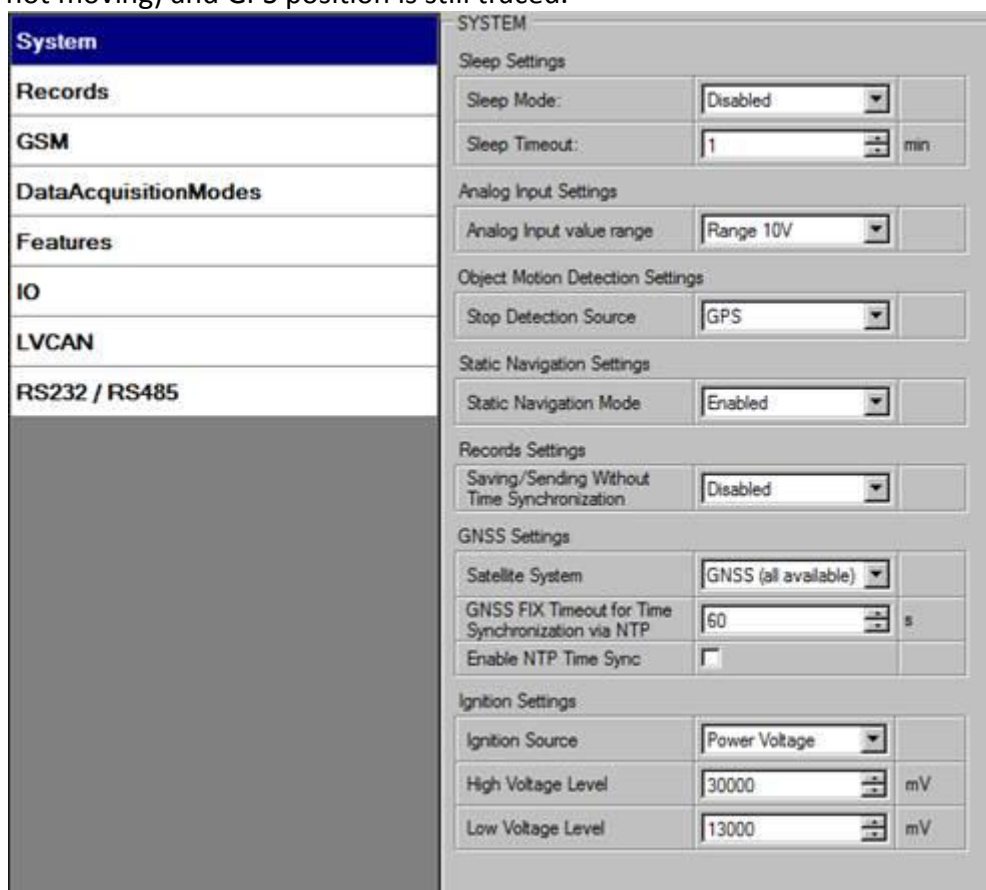 not moving) and GPS position is still traced.
System
Records
GSM
DataAcquisitionModes
Features
IO
LVCAN
RS232 / RS485
SYSTEM
Sleep Settings
Sleep Mode: Disabled
Sleep Timeout: 1 min
Analog Input Settings
Analog Input value range Range 10V
Object Motion Detection Settings
Stop Detection Source GPS
Static Navigation Settings
Static Navigation Mode Enabled
Records Settings
Saving/Sending Without
Time Synchronization Disabled
GNSS Settings
Satellite System GNSS (all available)
GNSS FIX Timeout for Time
Synchronization via NTP 60 s
Enable NTP Time Sync
Ignition Settings
Ignition Source Power Voltage
High Voltage Level 30000 mV
Low Voltage Level 13000 mV